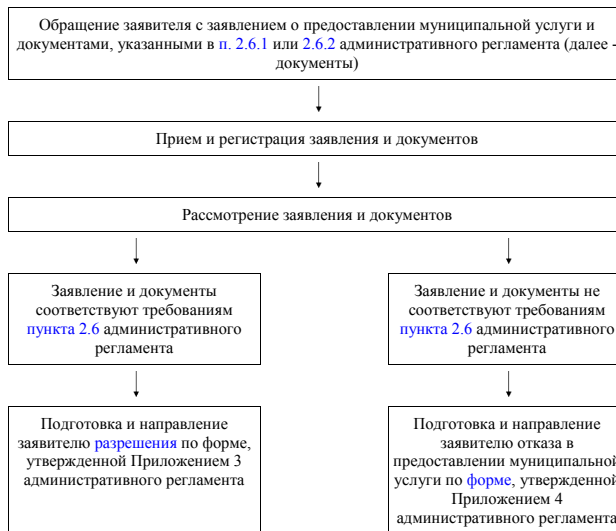 Обращение заявителя с заявлением о предоставлении муниципальной услуги и
документами, указанными в п. 2.6.1 или 2.6.2 административного регламента (далее -
документы)
Прием и регистрация заявления и документов
Рассмотрение заявления и документов
Заявление и документы
соответствуют требованиям
пункта 2.6 административного
регламента
Заявление и документы не
соответствуют требованиям
пункта 2.6 административного
регламента
Подготовка и направление
заявителю разрешения по форме,
утвержденной Приложением 3
административного регламента
Подготовка и направление
заявителю отказа в
предоставлении муниципальной
услуги по форме, утвержденной
Приложением 4
административного регламента